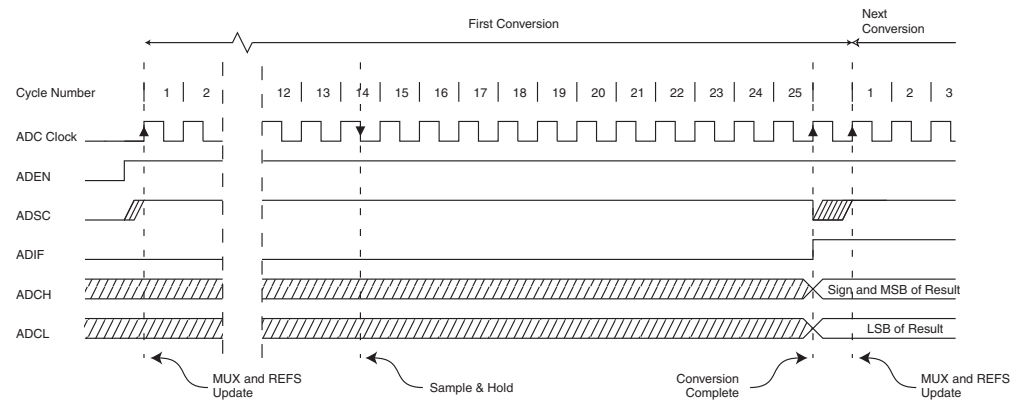 First Conversion
Next
Conversion
Cycle Number 1 2 12 13 14 15 16 17 18 19 20 21 22 23 24 25 1 2 3
ADC Clock
ADEN
ADSC
ADIF
ADCH Sign and MSB of Result
ADCL LSB of Result
MUX and REFS
Update
Sample & Hold
Conversion
Complete
MUX and REFS
Update